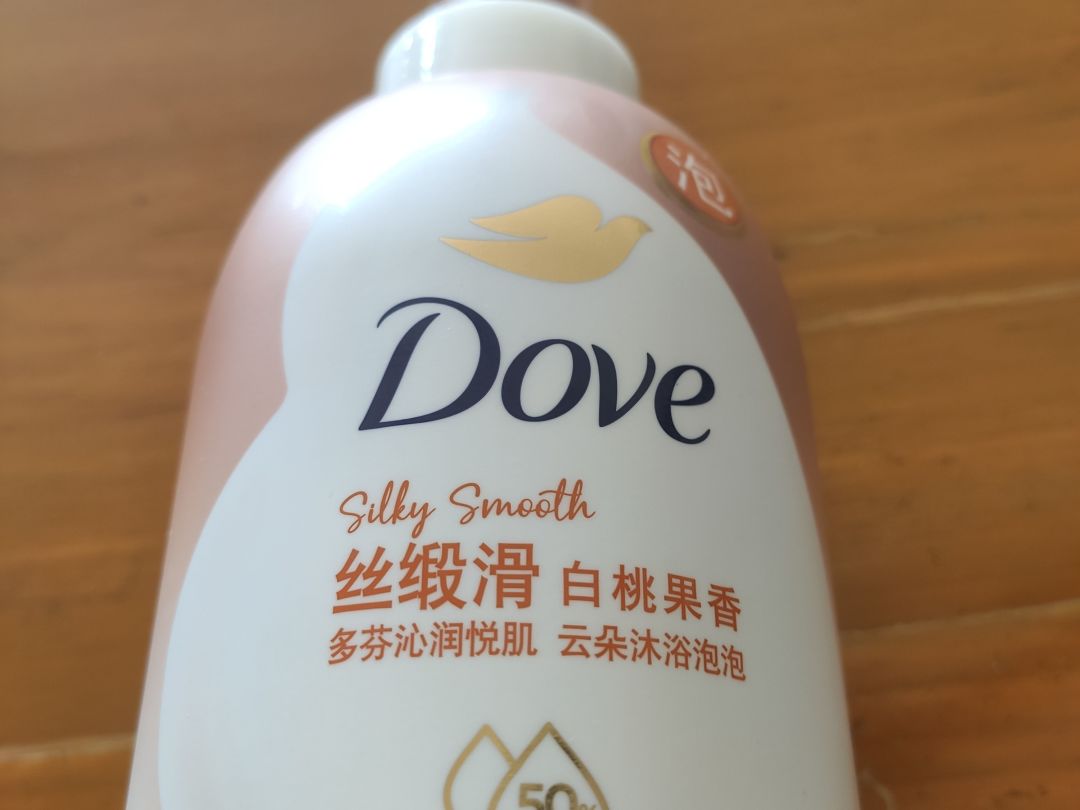 泡
Dove
Silky Smooth
丝缎滑 白桃果香
多芬沁润悦肌 云朵沐浴泡泡
50%